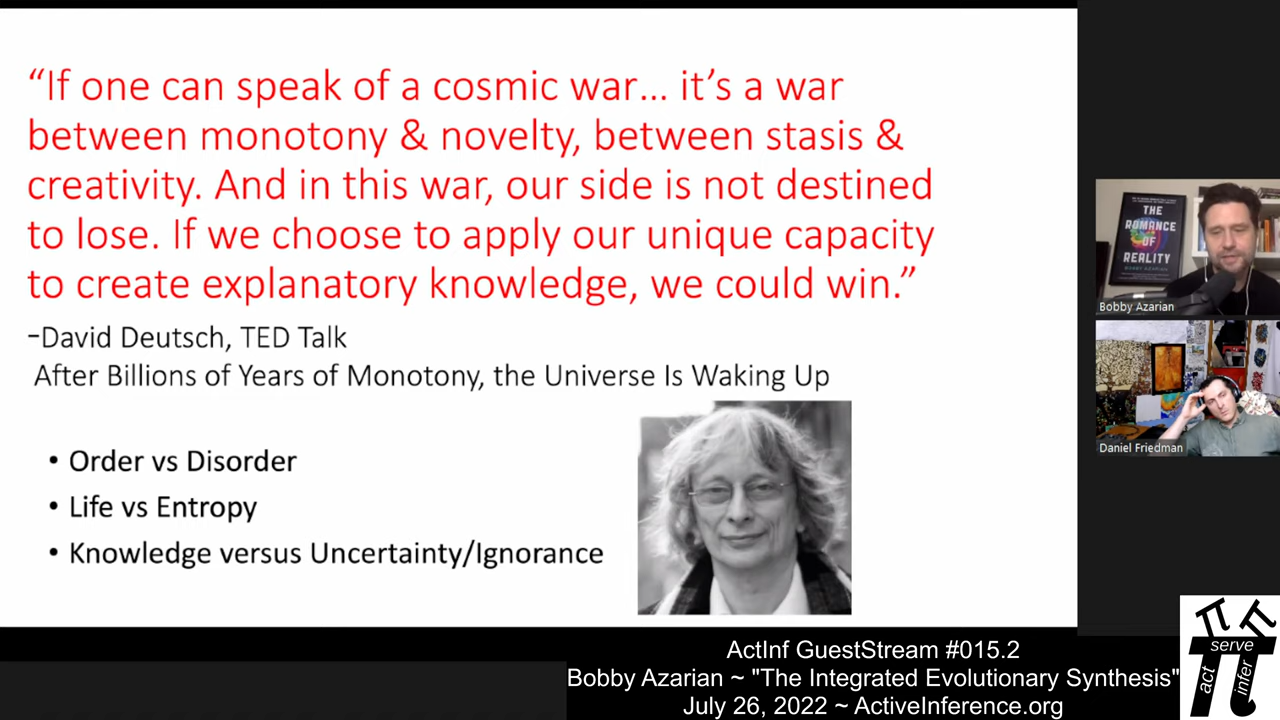 “If one can speak of a cosmic war... it’s a war
between monotony & novelty, between stasis &
creativity. And in this war, our side is not destined
to lose. If we choose to apply our unique capacity
to create explanatory knowledge, we could win.”
-David Deutsch, TED Talk
After Billions of Years of Monotony, the Universe Is Waking Up
• Order vs Disorder
• Life vs Entropy
• Knowledge versus Uncertainty/Ignorance
THE
ROMANCE
OF
REALITY
BOBBY AZARIAN
Bobby Azarian
Daniel Friedman
ActInf GuestStream #015.2
Bobby Azarian ~ "The Integrated Evolutionary Synthesis"
July 26, 2022 ~ ActiveInference.org
serve
act
infer